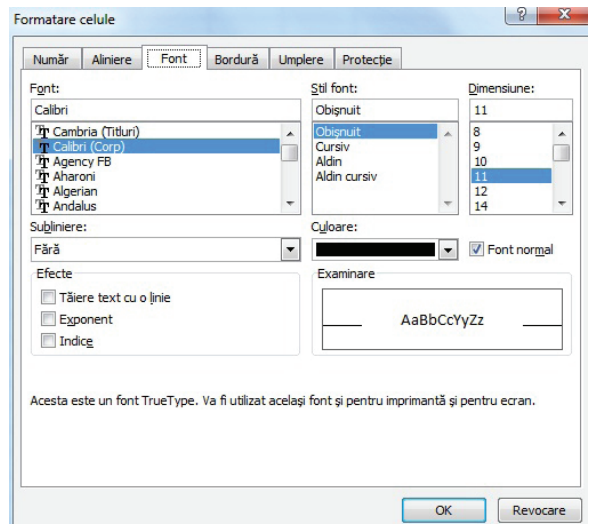 Formatare celule
Număr Aliniere Font Bordură Umplere Protecție
Font: Stil font: Dimensiune:
Calibri Obișnuit 11
Cambria (Titluri) Obișnuit 8
Calibri (Corp) Cursiv 9
Agency FB Aldin 10
Aharoni Aldin cursiv 11
Algerian 12
Andalus 14
Subliniere: Culoare:
Fără Font normal
Efecte Examinare
Tăiere text cu o linie
Exponent AaBbCcYyZz
Indice
Acesta este un font TrueType. Va fi utilizat același font și pentru imprimantă și pentru ecran.
OK Revocare